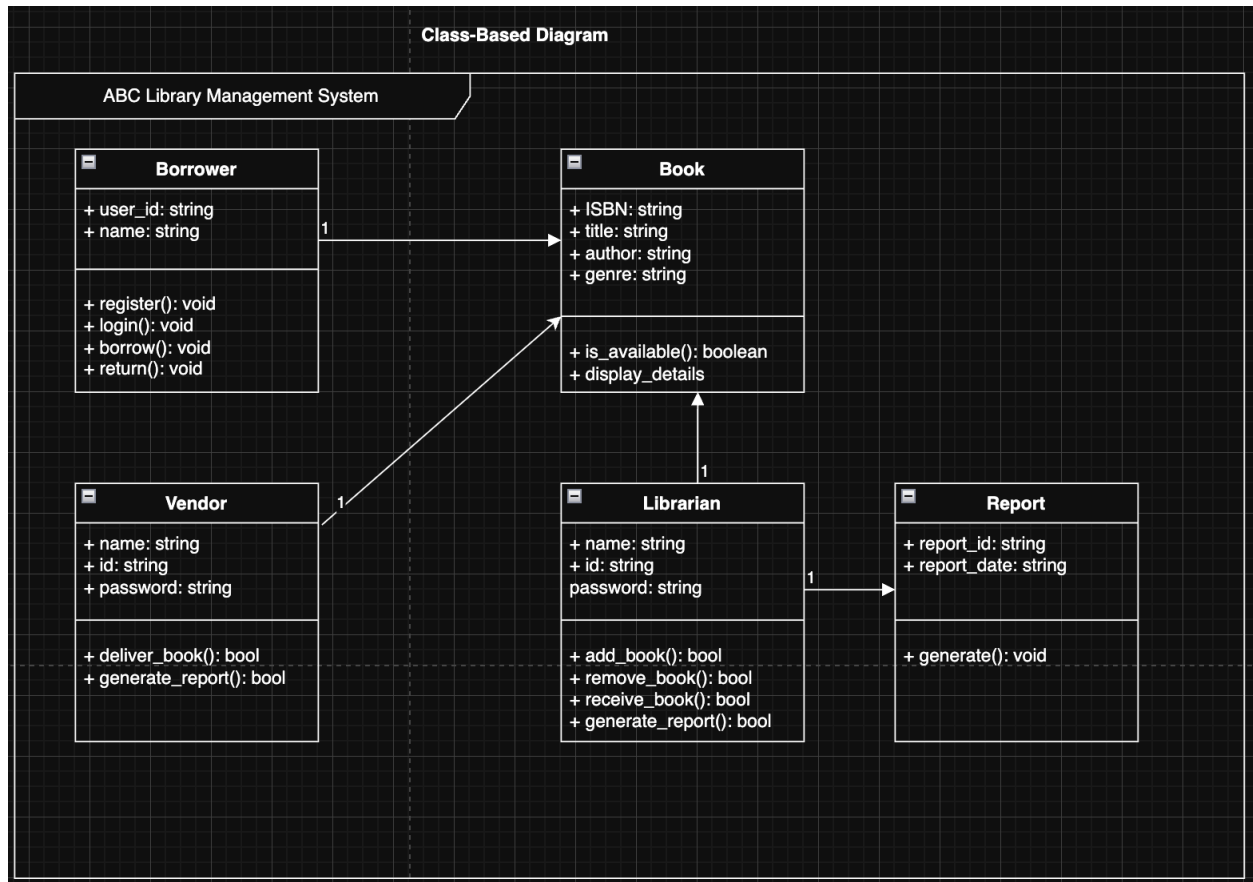 Class-Based Diagram
ABC Library Management System
Borrower
+ user_id: string
+ name: string
+ register(): void
+ login(): void
+ borrow(): void
+ return(): void
1
Book
+ ISBN: string
+ title: string
+ author: string
+ genre: string
+ is_available(): boolean
+ display_details
Vendor
+ name: string
+ id: string
+ password: string
+ deliver_book(): bool
+ generate_report(): bool
1
Librarian
+ name: string
+ id: string
password: string
+ add_book(): bool
+ remove_book(): bool
+ receive_book(): bool
+ generate_report(): bool
1
1
Report
+ report_id: string
+ report_date: string
+ generate(): void